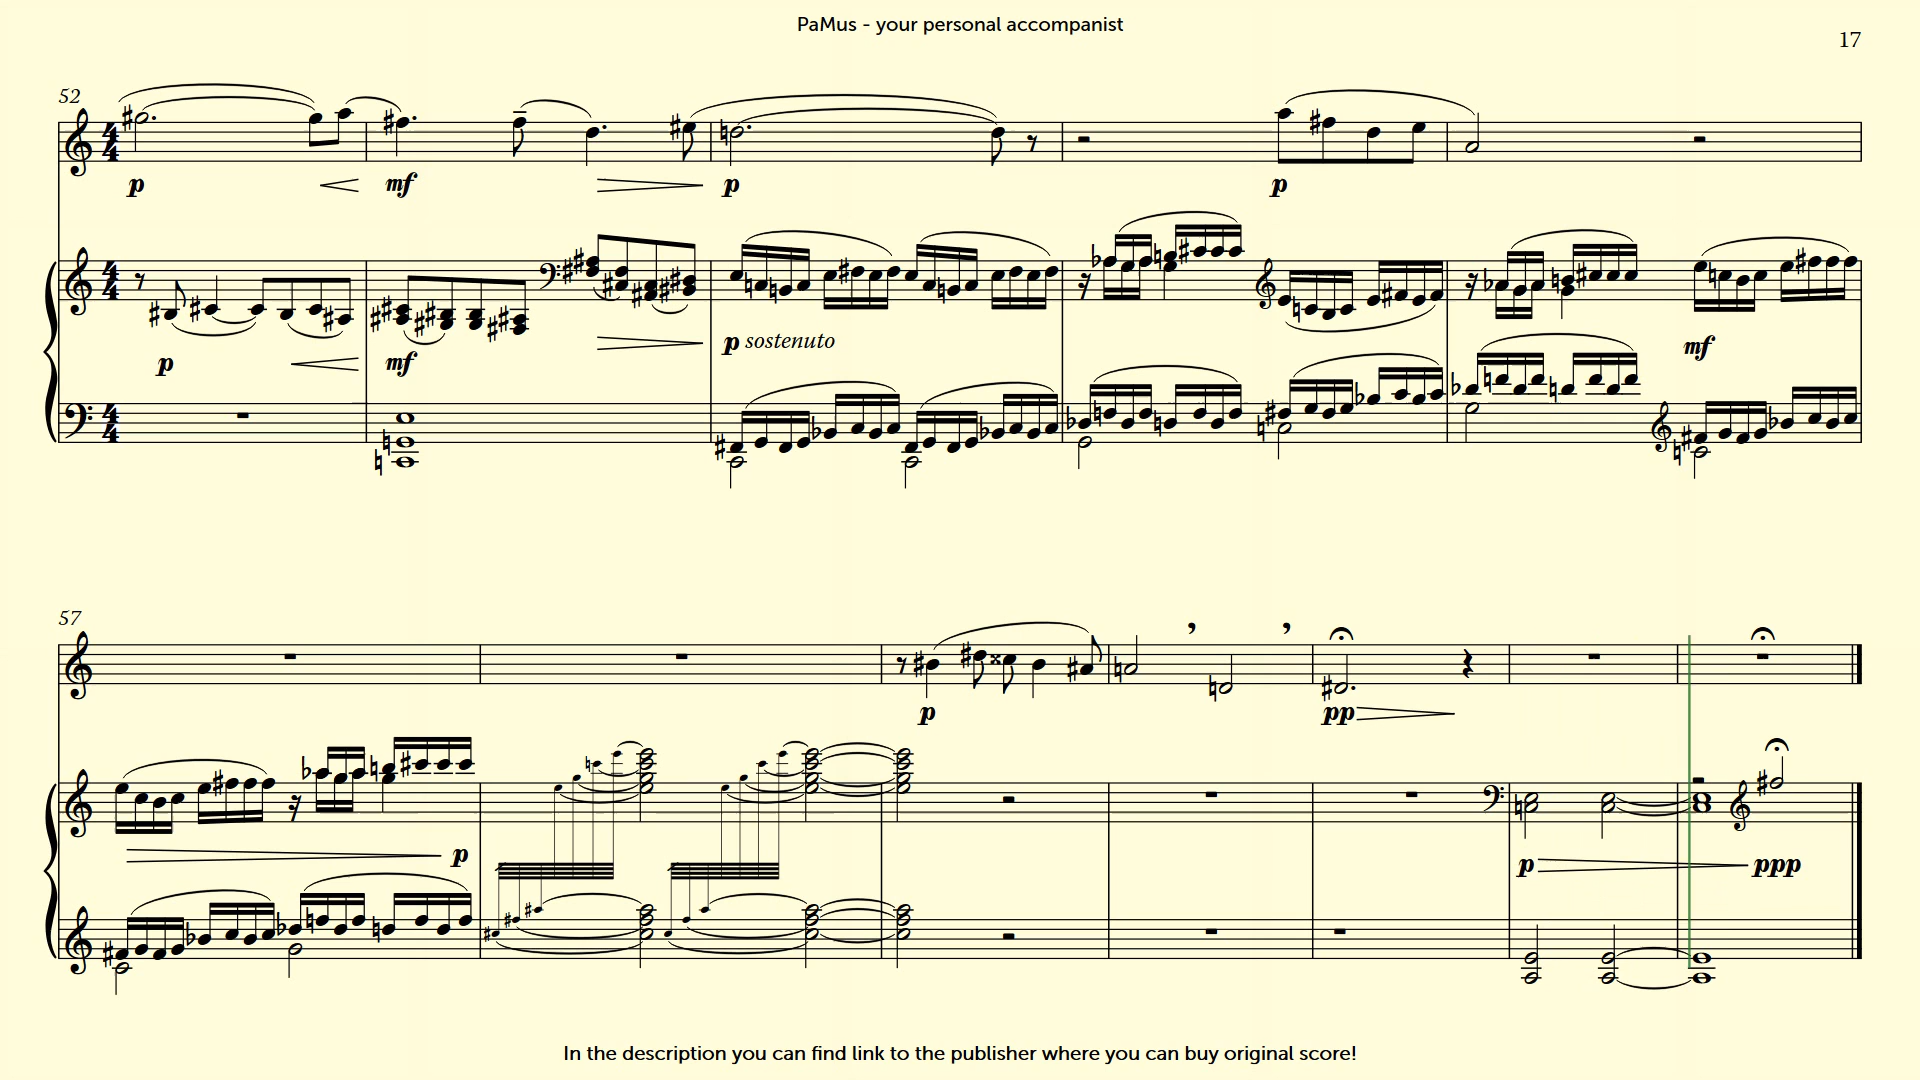 PaMus - your personal accompanist
17
52
p mf p p
p mf p sostenuto mf
57
p pp
p p ppp
In the description you can find link to the publisher where you can buy original score!